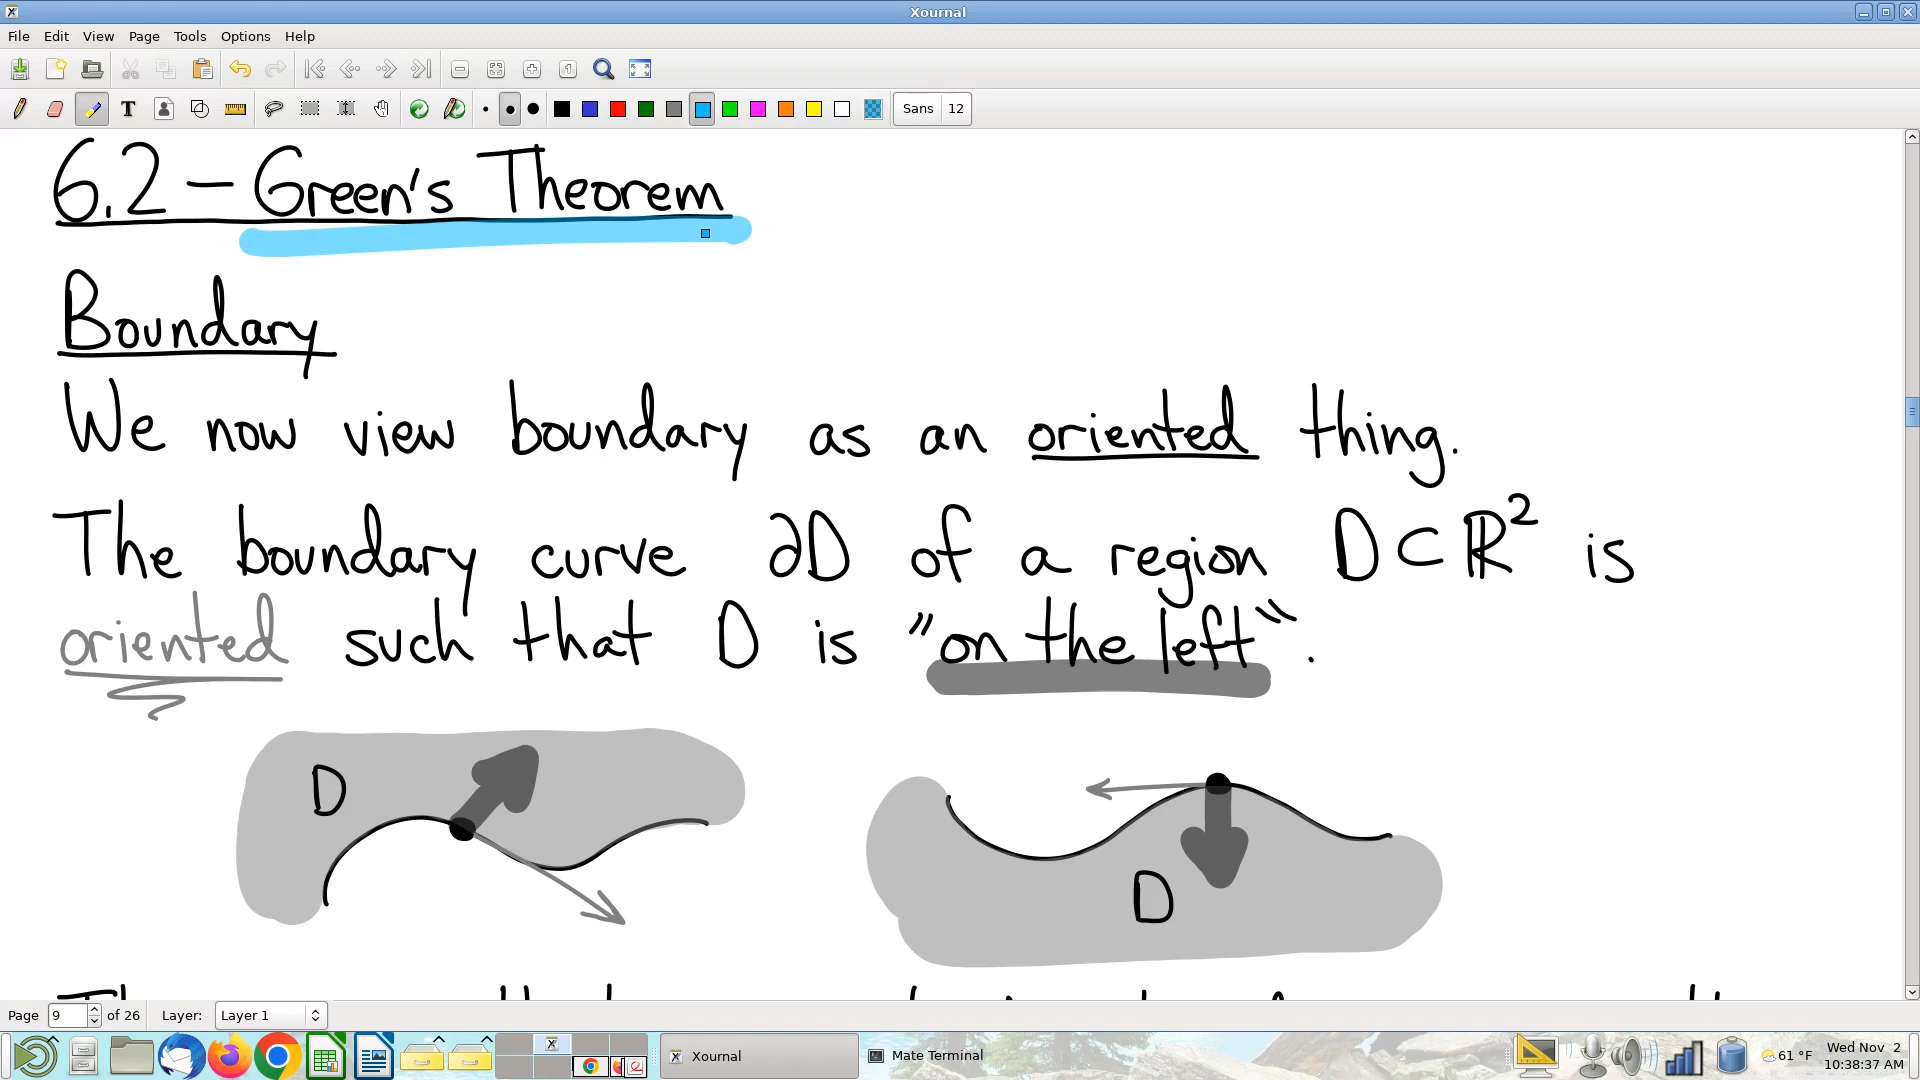 Xournal
File Edit View Page Tools Options Help
Sans 12
6.2 – Green's Theorem
Boundary
We now view boundary as an oriented thing.
The boundary curve ∂D of a region D⊂ℝ² is
oriented such that D is "on the left".
D
D
Page 9 of 26 Layer: Layer 1
Xournal
Mate Terminal
61 °F
Wed Nov 2
10:38:37 AM